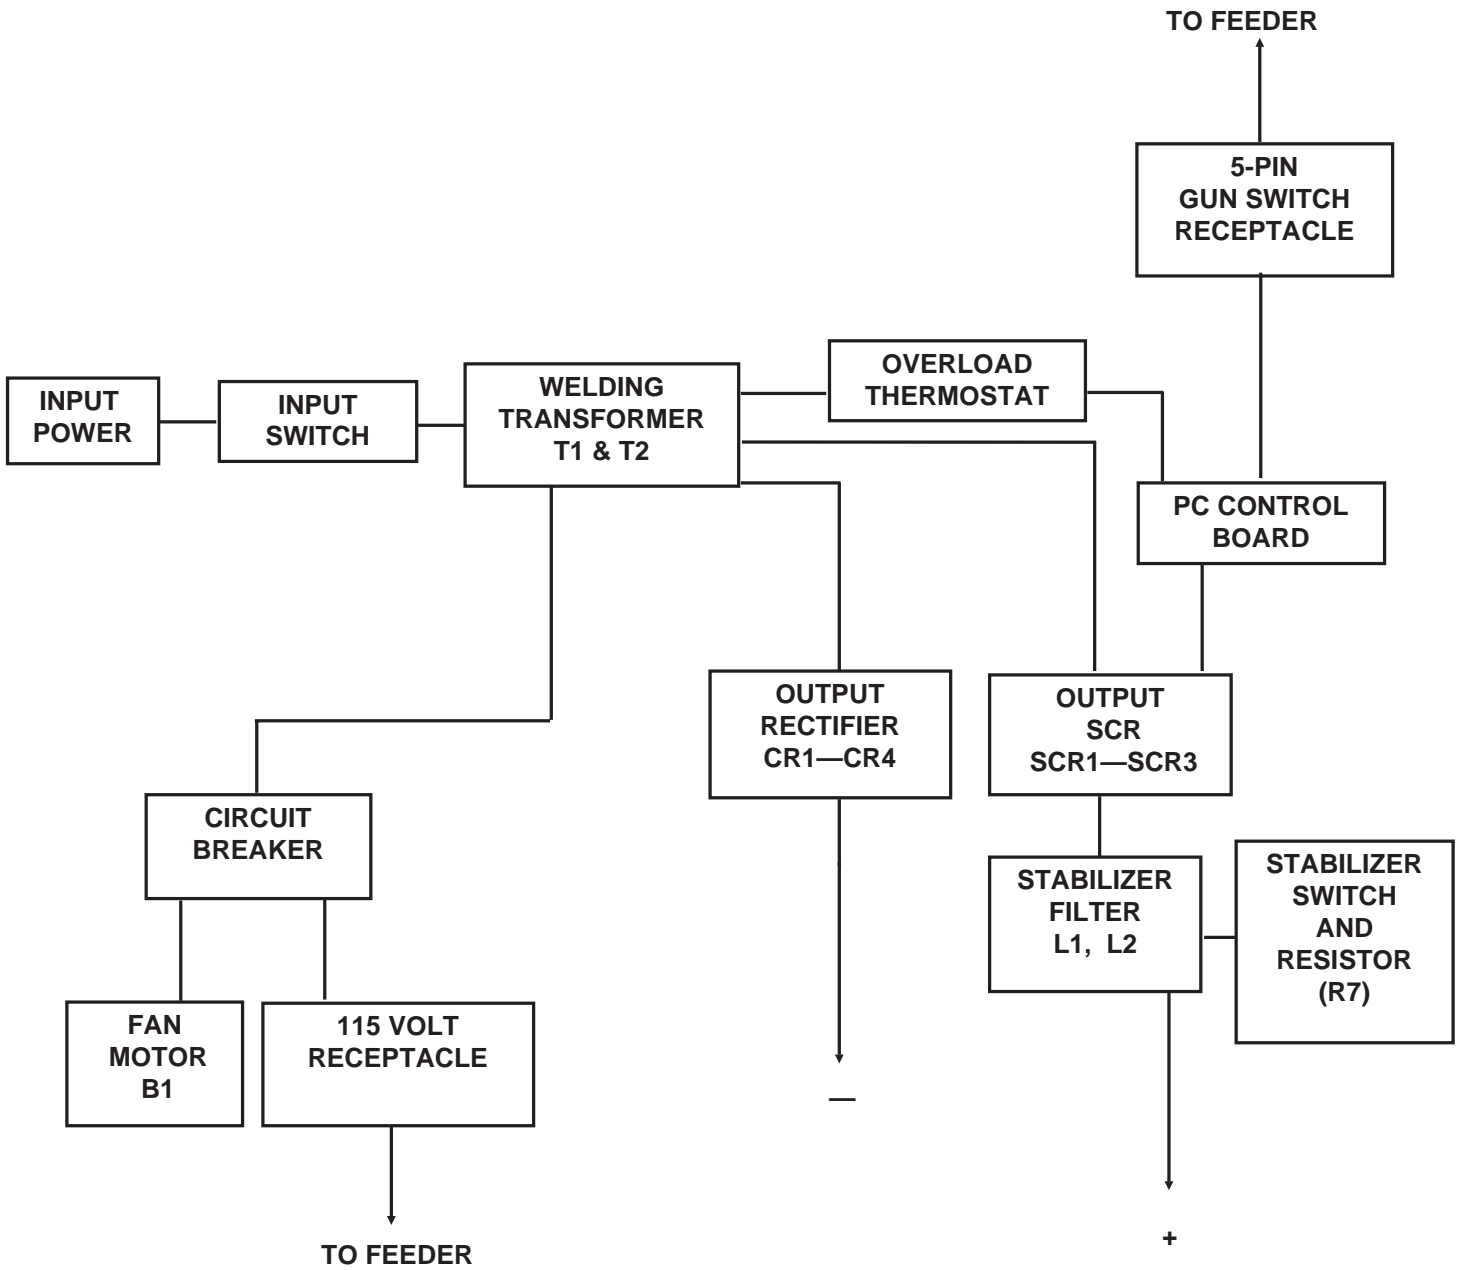 TO FEEDER
5-PIN
GUN SWITCH
RECEPTACLE
INPUT
POWER
INPUT
SWITCH
WELDING
TRANSFORMER
T1 & T2
OVERLOAD
THERMOSTAT
PC CONTROL
BOARD
OUTPUT
RECTIFIER
CR1—CR4
OUTPUT
SCR
SCR1—SCR3
CIRCUIT
BREAKER
STABILIZER
FILTER
L1, L2
STABILIZER
SWITCH
AND
RESISTOR
(R7)
FAN
MOTOR
B1
115 VOLT
RECEPTACLE
—
+
TO FEEDER